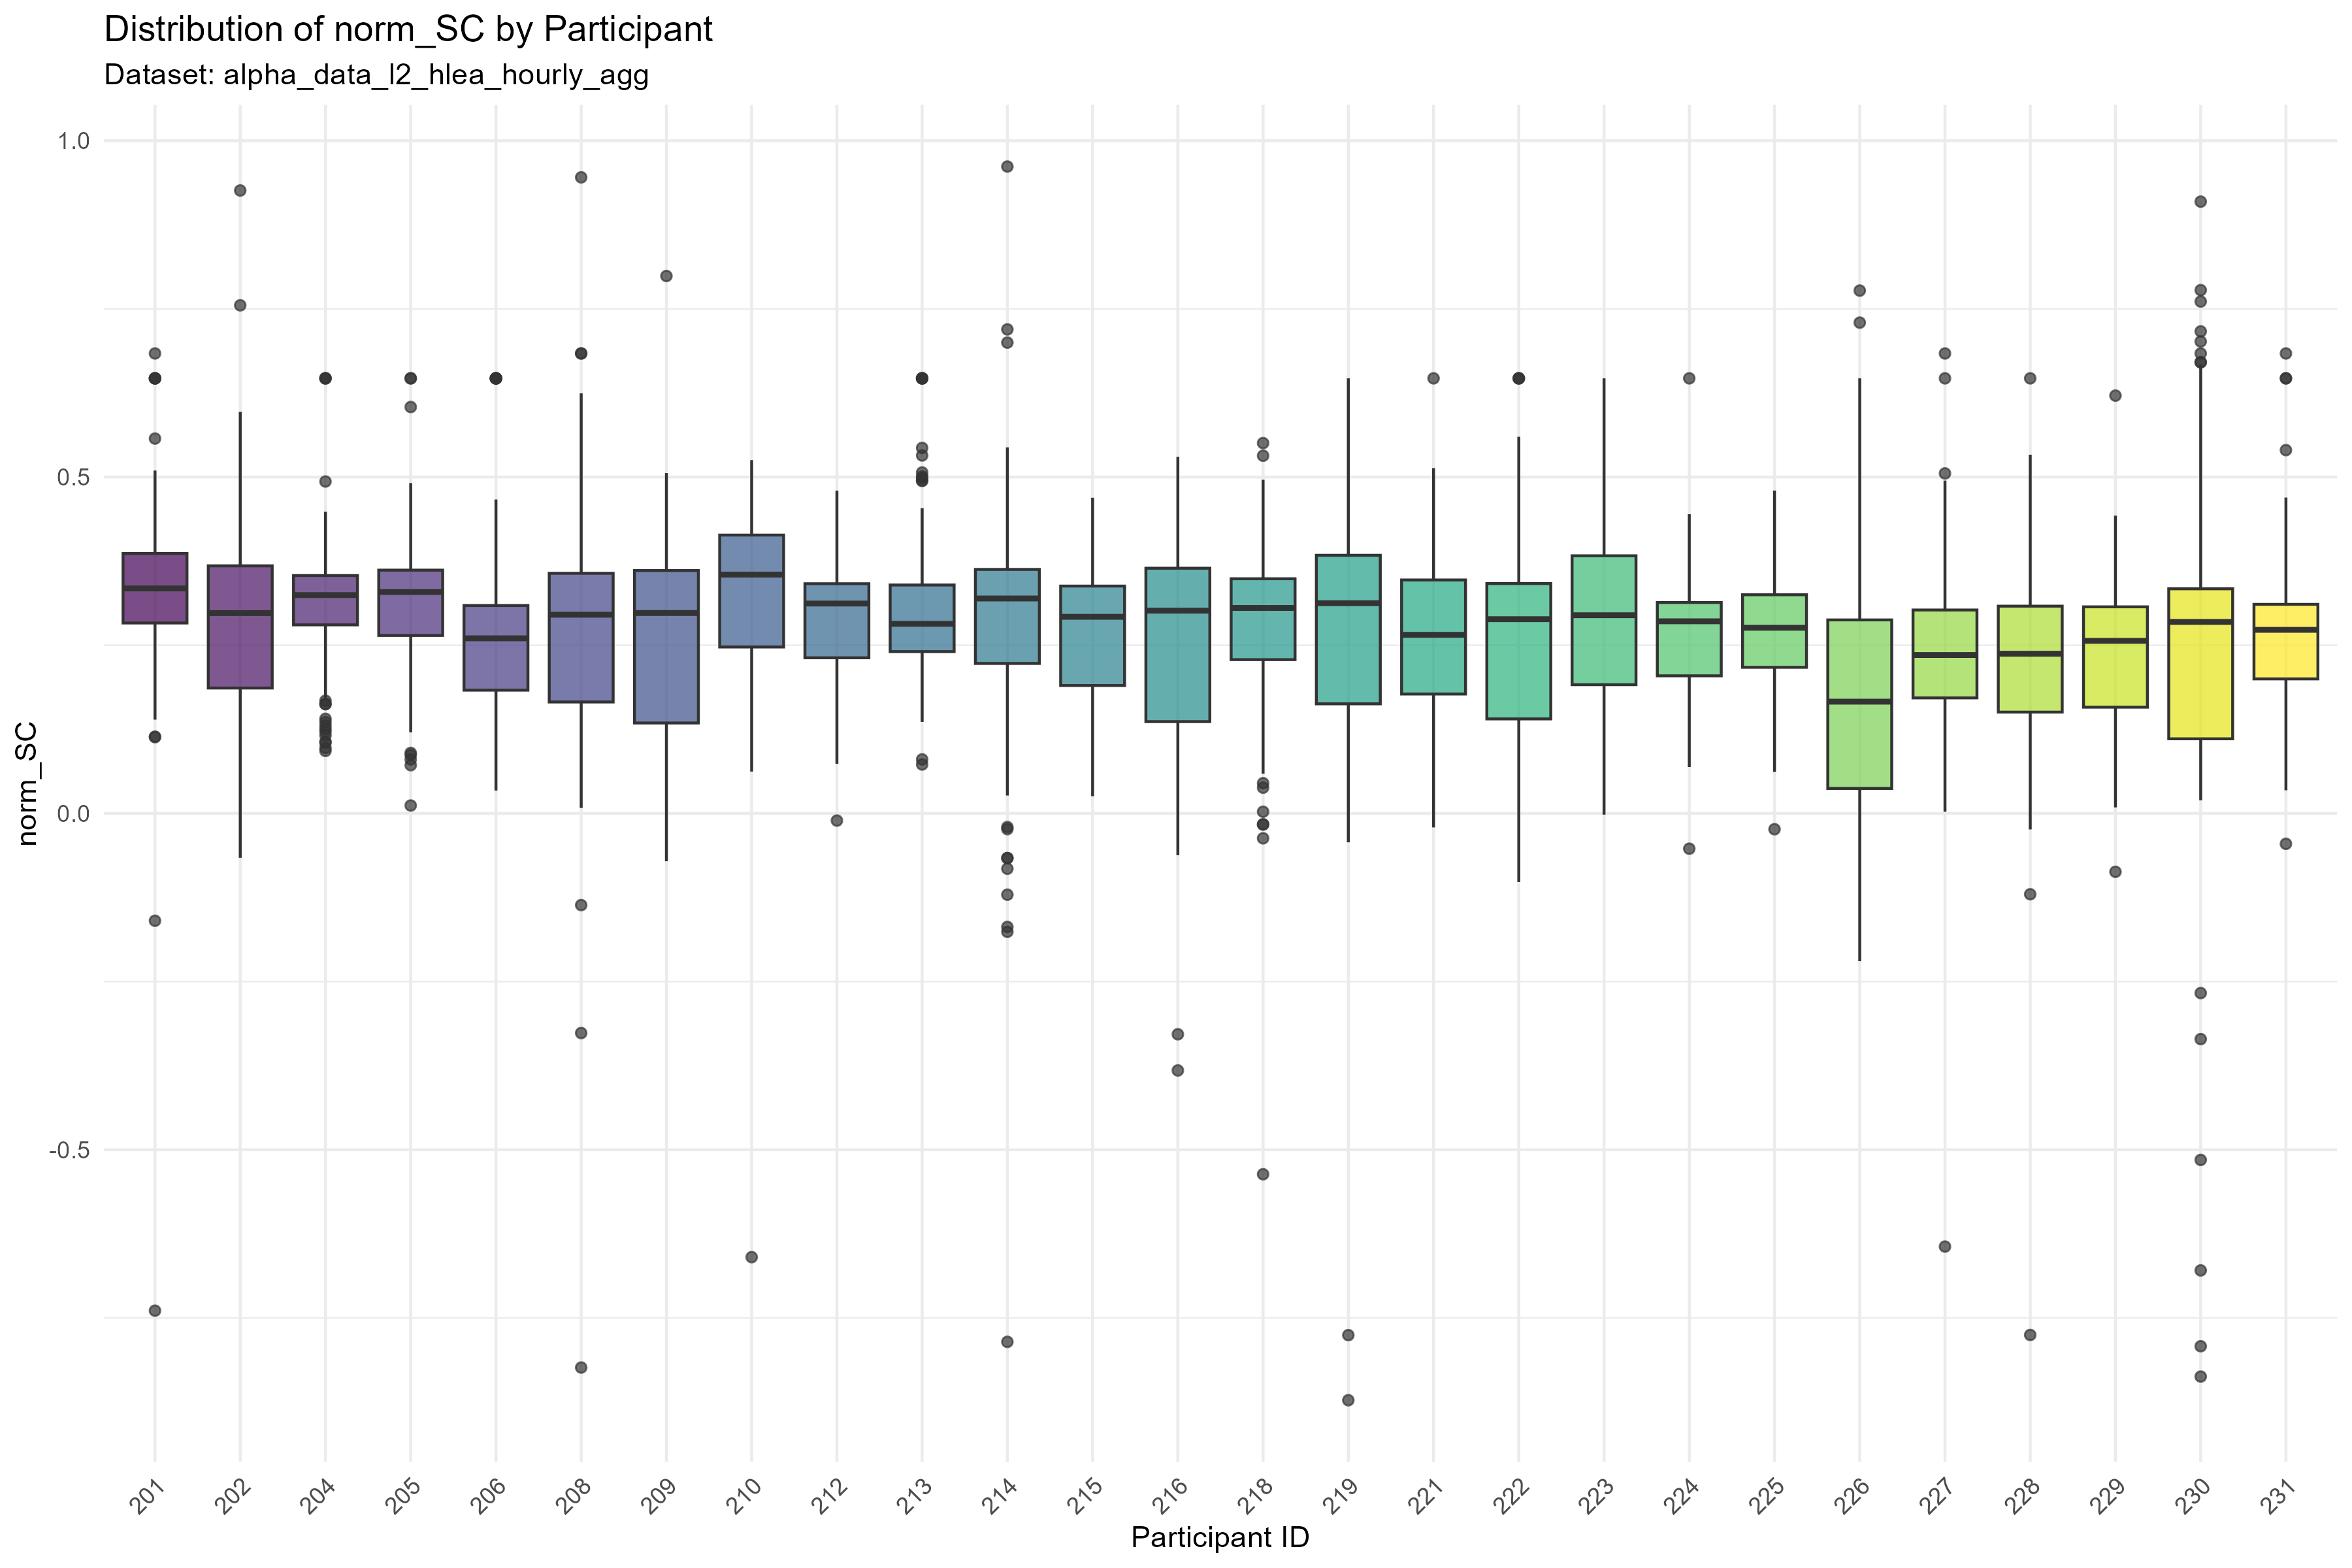 Distribution of norm_SC by Participant
Dataset: alpha_data_l2_hlea_hourly_agg
norm_SC
1.0
0.5
0.0
-0.5
201 202 204 205 206 208 209 210 212 213 214 215 216 218 219 221 222 223 224 225 226 227 228 229 230 231
Participant ID